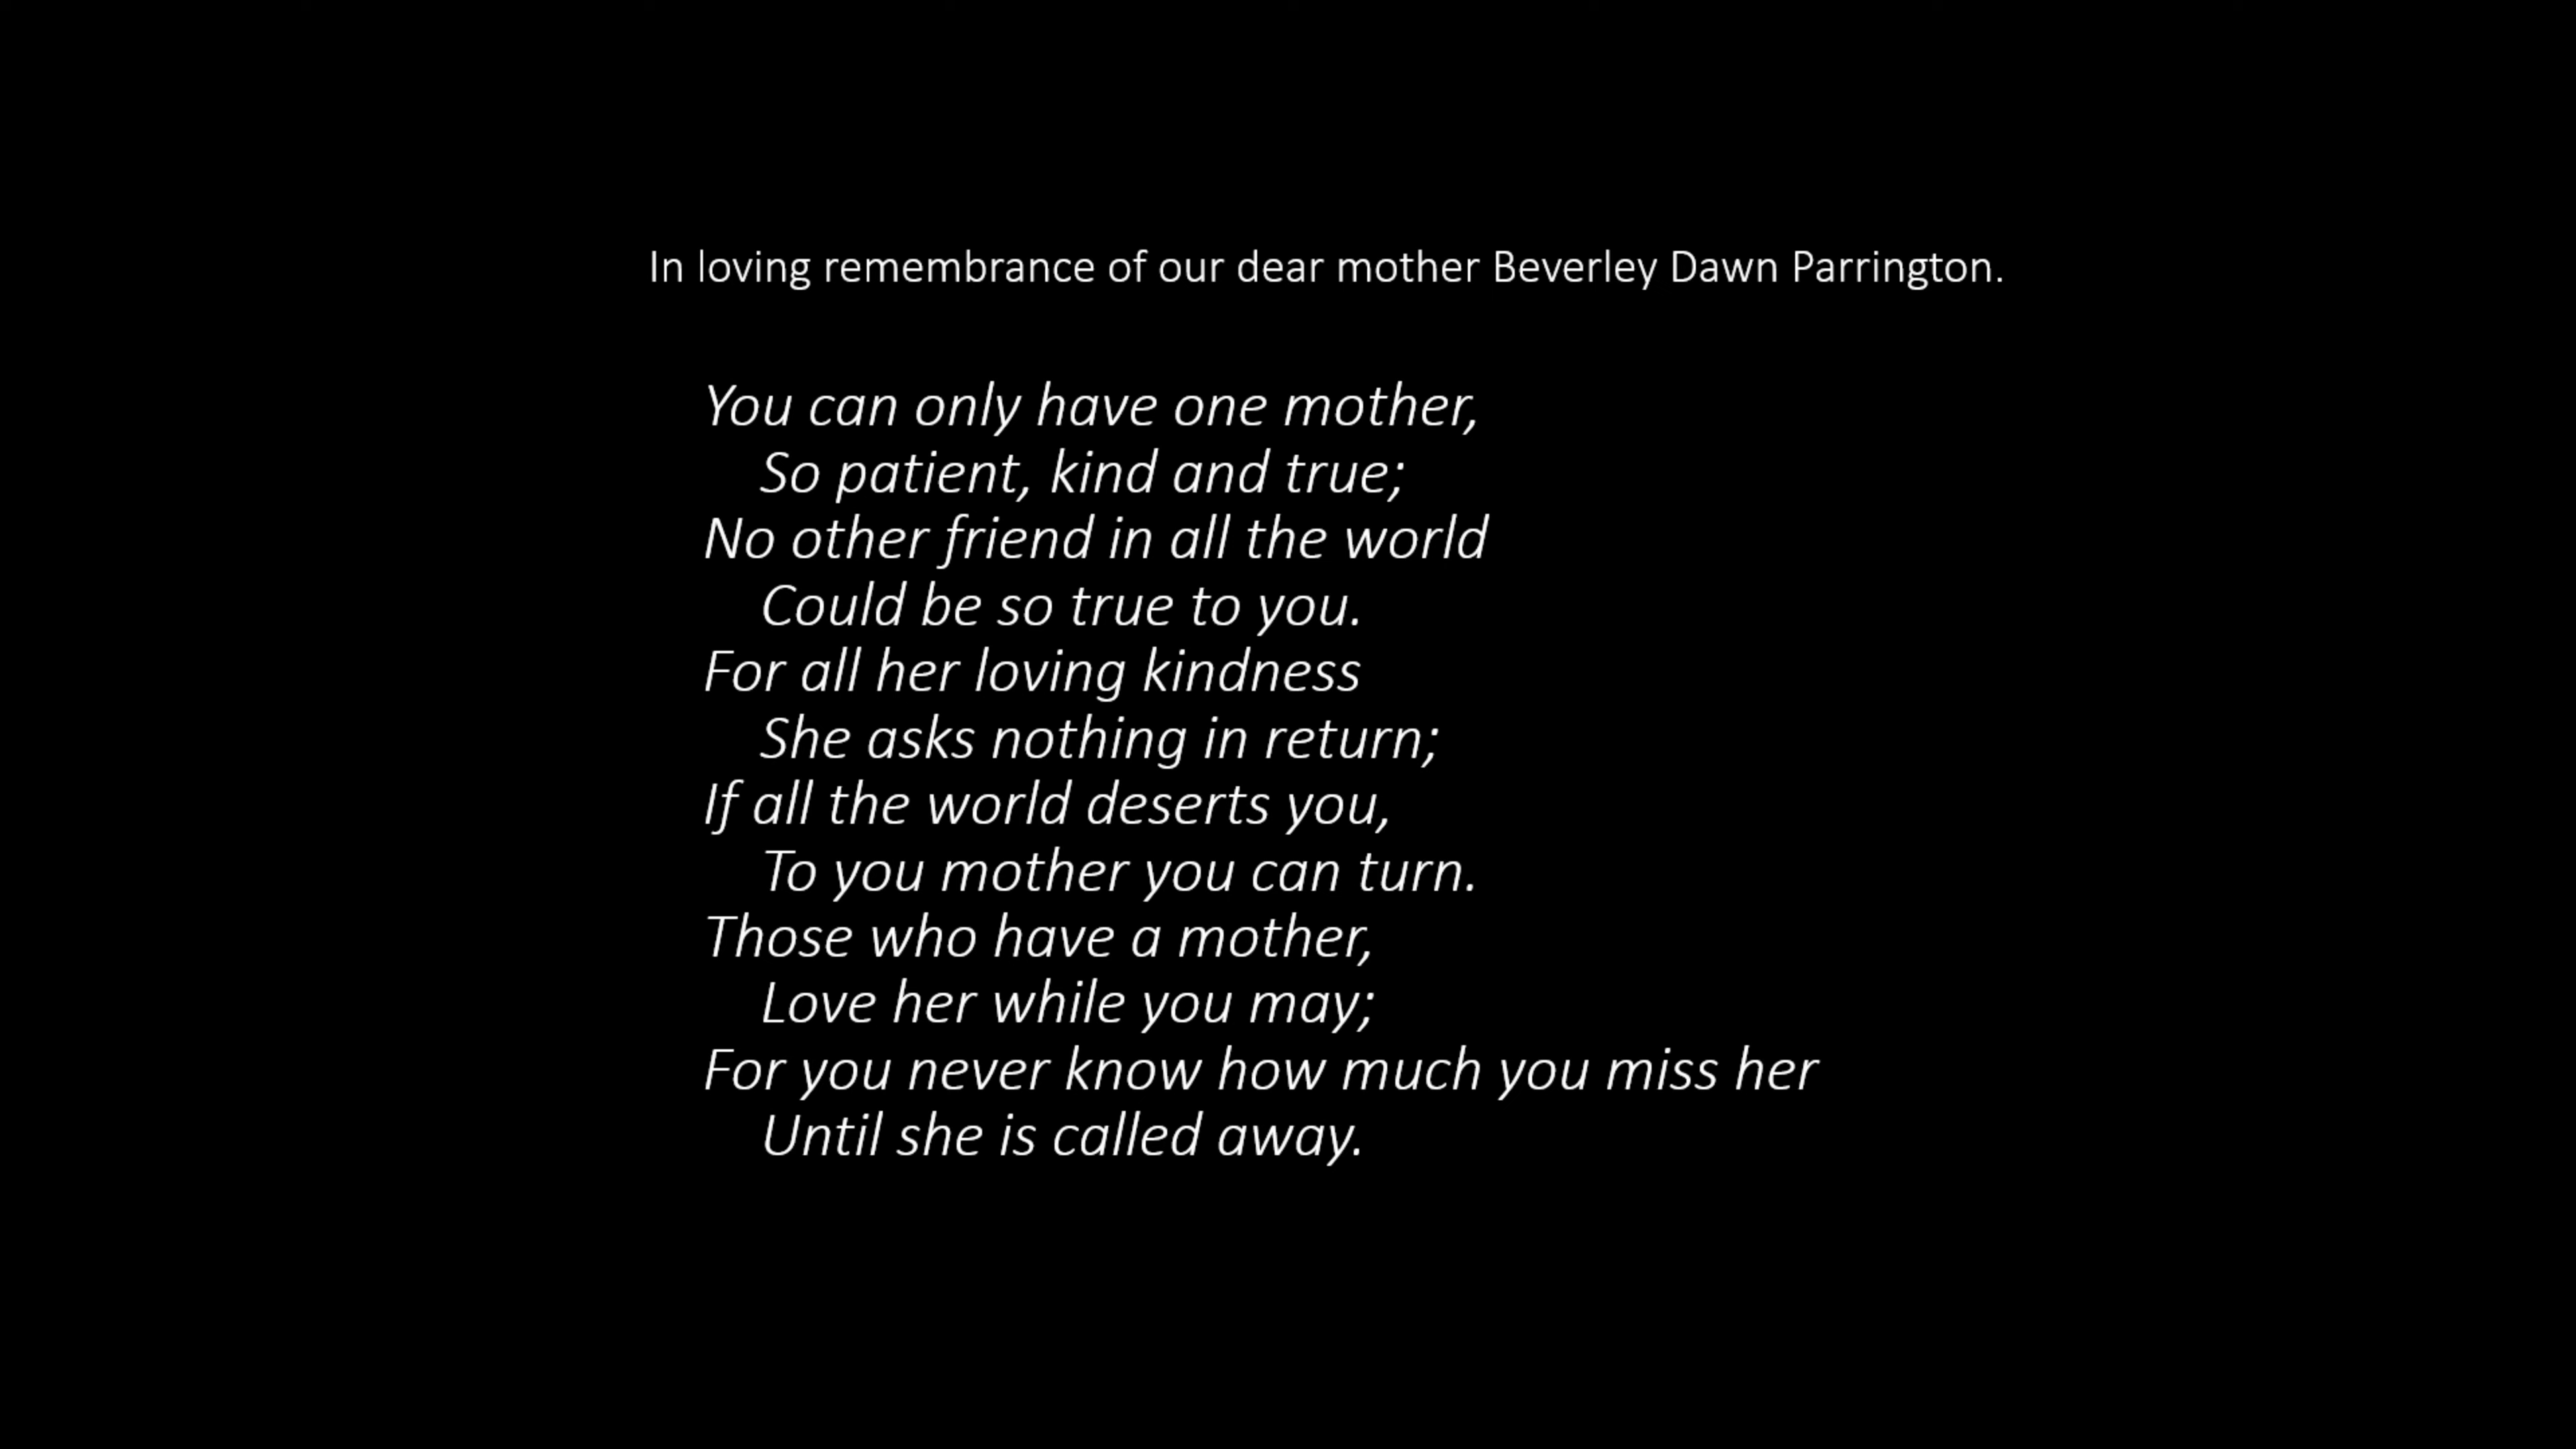 In loving remembrance of our dear mother Beverley Dawn Parrington.
You can only have one mother,
So patient, kind and true;
No other friend in all the world
Could be so true to you.
For all her loving kindness
She asks nothing in return;
If all the world deserts you,
To you mother you can turn.
Those who have a mother,
Love her while you may;
For you never know how much you miss her
Until she is called away.